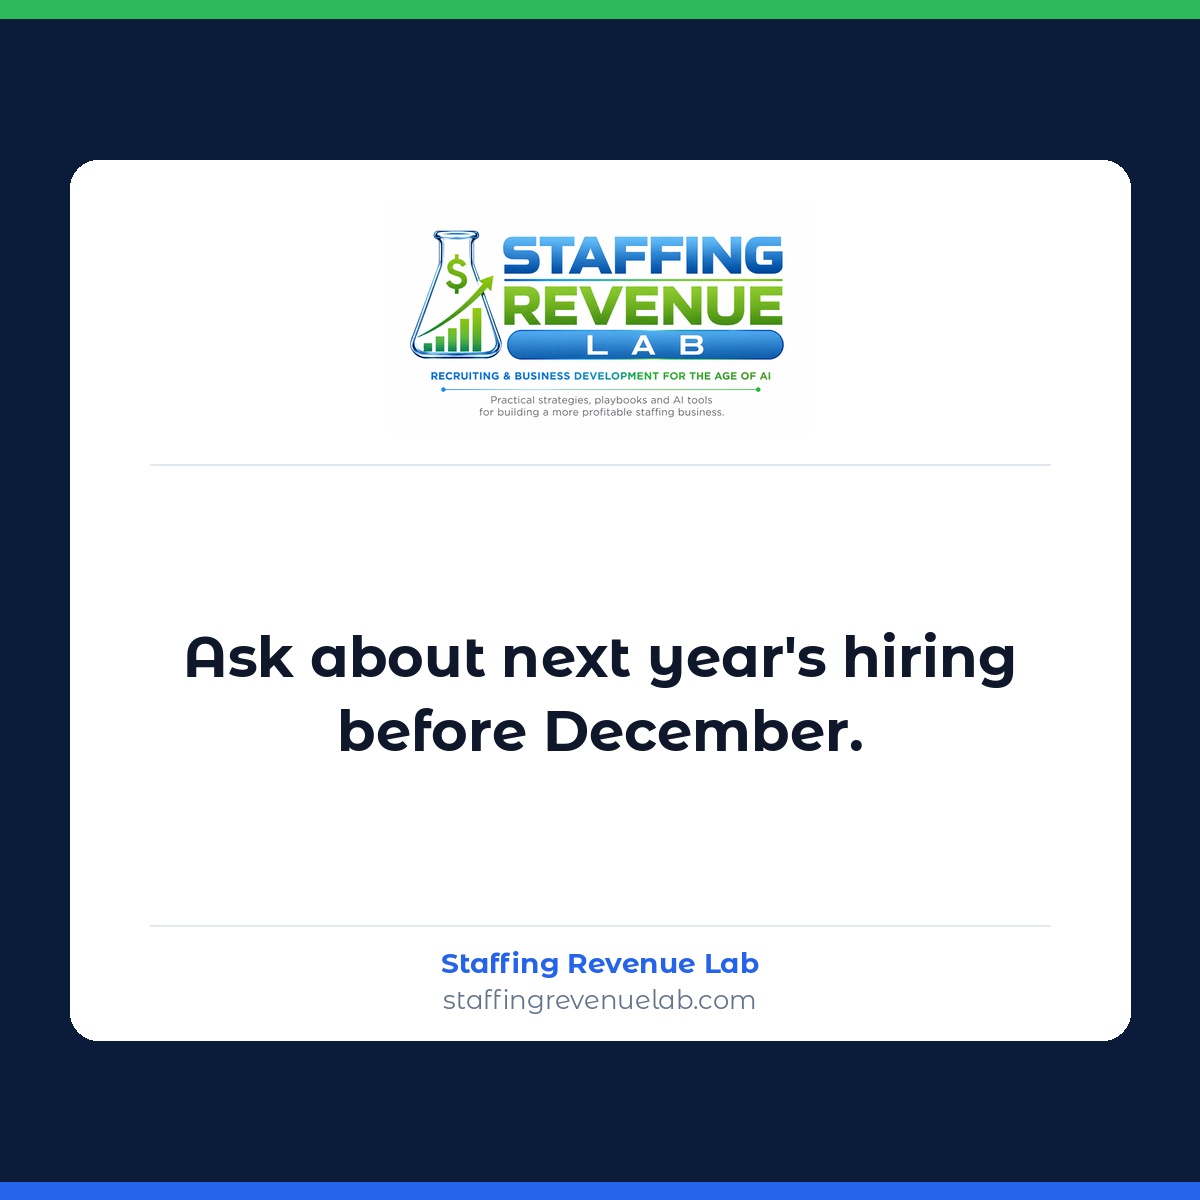 $
STAFFING
REVENUE
LAB
RECRUITING & BUSINESS DEVELOPMENT FOR THE AGE OF AI
Practical strategies, playbooks and AI tools
for building a more profitable staffing business.
Ask about next year's hiring
before December.
Staffing Revenue Lab
staffingrevenuelab.com